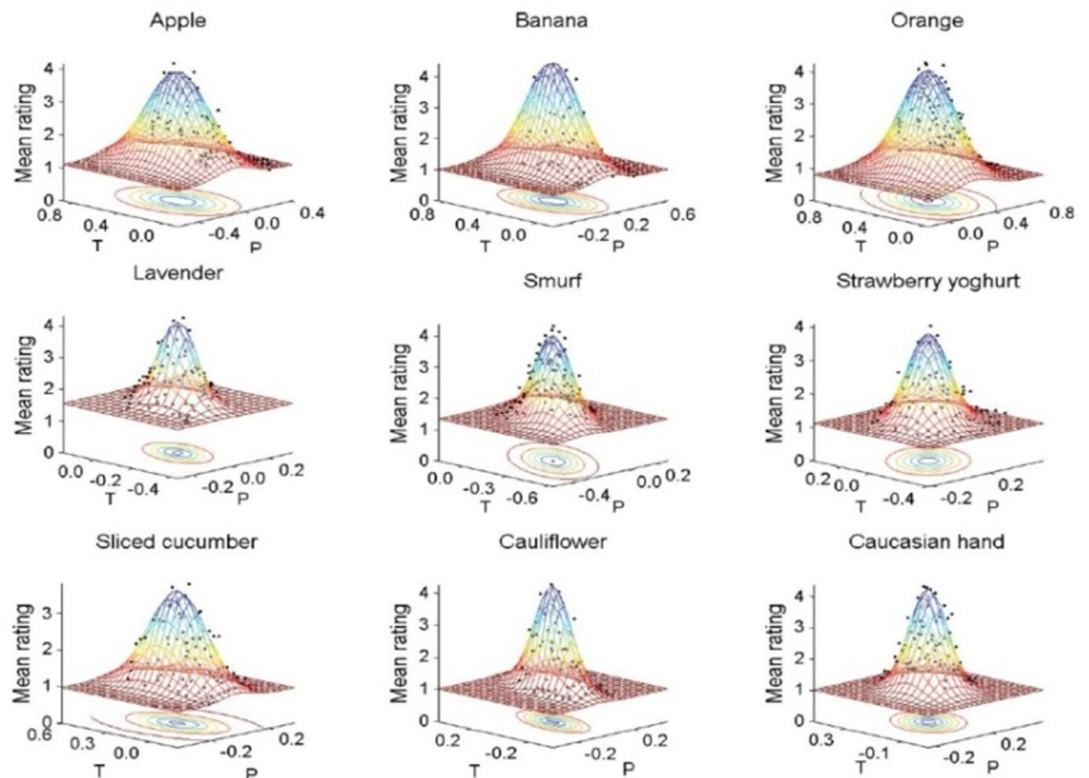 Apple
Mean rating
4
3
2
1
0
0.8 0.4 0.0
T
-0.4 0.0 0.4
P
Banana
Mean rating
4
3
2
1
0
0.8 0.4 0.0
T
-0.2 0.2 0.6
P
Orange
Mean rating
4
3
2
1
0
0.8 0.4 0.0
T
0.0 0.4 0.8
P
Lavender
Mean rating
4
3
2
1
0
0.0 -0.2 -0.4
T
-0.2 0.2
P
Smurf
Mean rating
4
3
2
1
0
0.0 -0.3 -0.6
T
-0.4 0.0 0.2
P
Strawberry yoghurt
Mean rating
4
3
2
1
0
0.2 0.0 -0.4
T
-0.2 0.2
P
Sliced cucumber
Mean rating
3
2
1
0
0.6 0.3 0.0
T
-0.2 0.2
P
Cauliflower
Mean rating
4
3
2
1
0
0.2 -0.2
T
-0.2 0.2
P
Caucasian hand
Mean rating
4
3
2
1
0
0.3 -0.1
T
-0.2 0.2
P